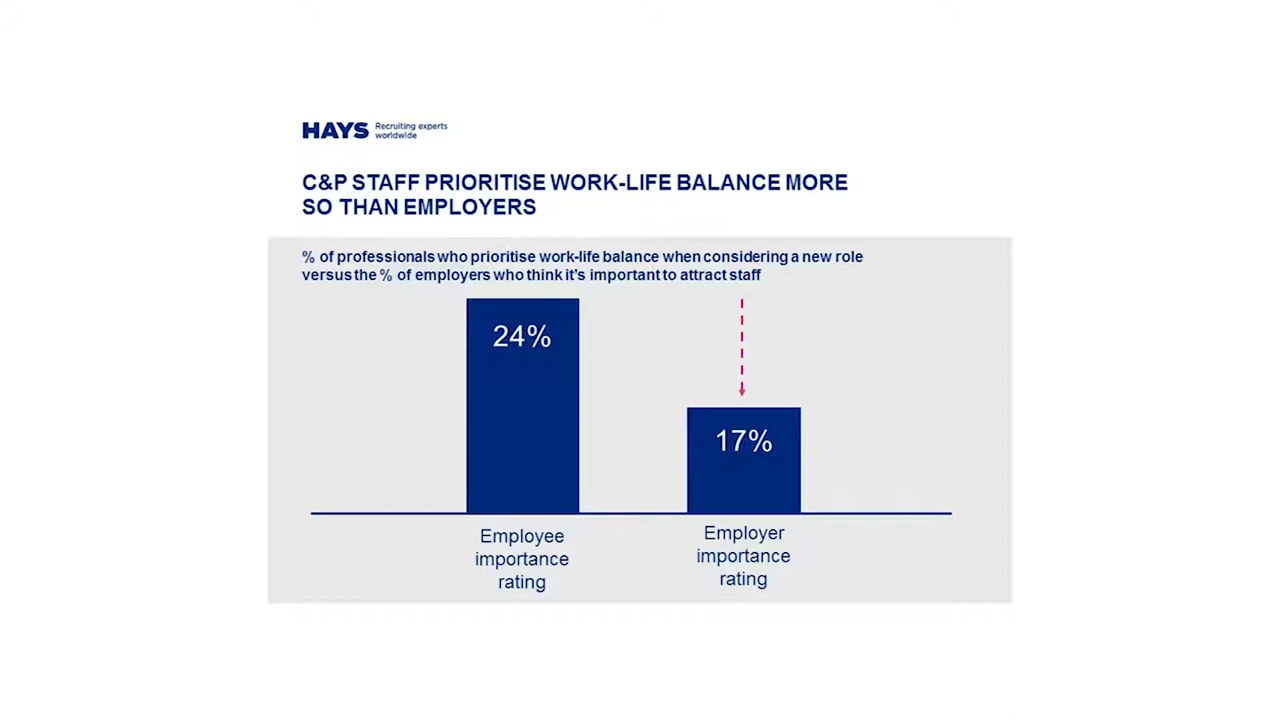 HAYS Recruiting experts
worldwide
C&P STAFF PRIORITISE WORK-LIFE BALANCE MORE
SO THAN EMPLOYERS
% of professionals who prioritise work-life balance when considering a new role
versus the % of employers who think it's important to attract staff
24%
17%
Employee
importance
rating
Employer
importance
rating